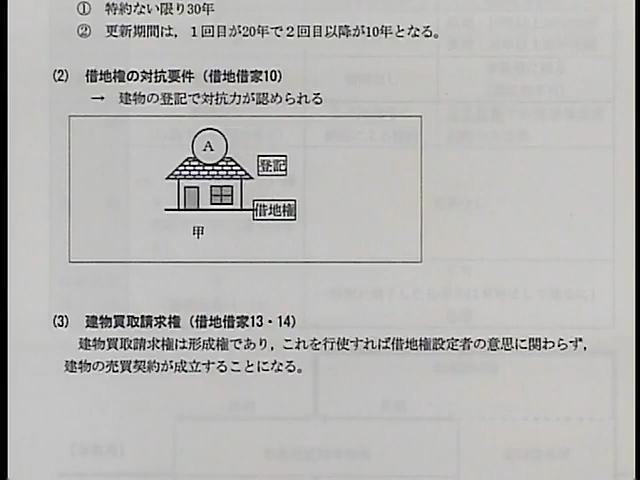 ① 特約ない限り30年
② 更新期間は，１回目が20年で２回目以降が10年となる。
(2) 借地権の対抗要件（借地借家10）
→ 建物の登記で対抗力が認められる
A
登記
借地権
甲
(3) 建物買取請求権（借地借家13・14）
建物買取請求権は形成権であり，これを行使すれば借地権設定者の意思に関わらず，
建物の売買契約が成立することになる。